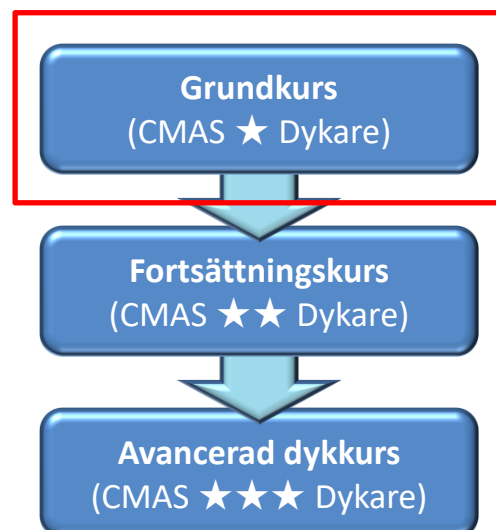 Grundkurs
(CMAS ★ Dykare)
Fortsättningskurs
(CMAS ★★ Dykare)
Avancerad dykkurs
(CMAS ★★★ Dykare)